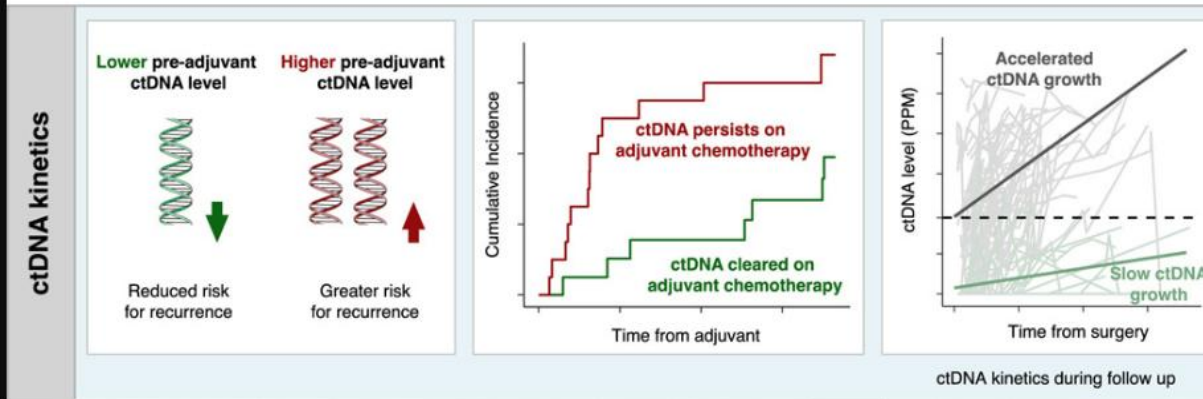 ctDNA kinetics
Lower pre-adjuvant
ctDNA level
Higher pre-adjuvant
ctDNA level
Reduced risk
for recurrence
Greater risk
for recurrence
Cumulative Incidence
ctDNA persists on
adjuvant chemotherapy
ctDNA cleared on
adjuvant chemotherapy
Time from adjuvant
ctDNA level (PPM)
Accelerated
ctDNA growth
Slow ctDNA
growth
Time from surgery
ctDNA kinetics during follow up